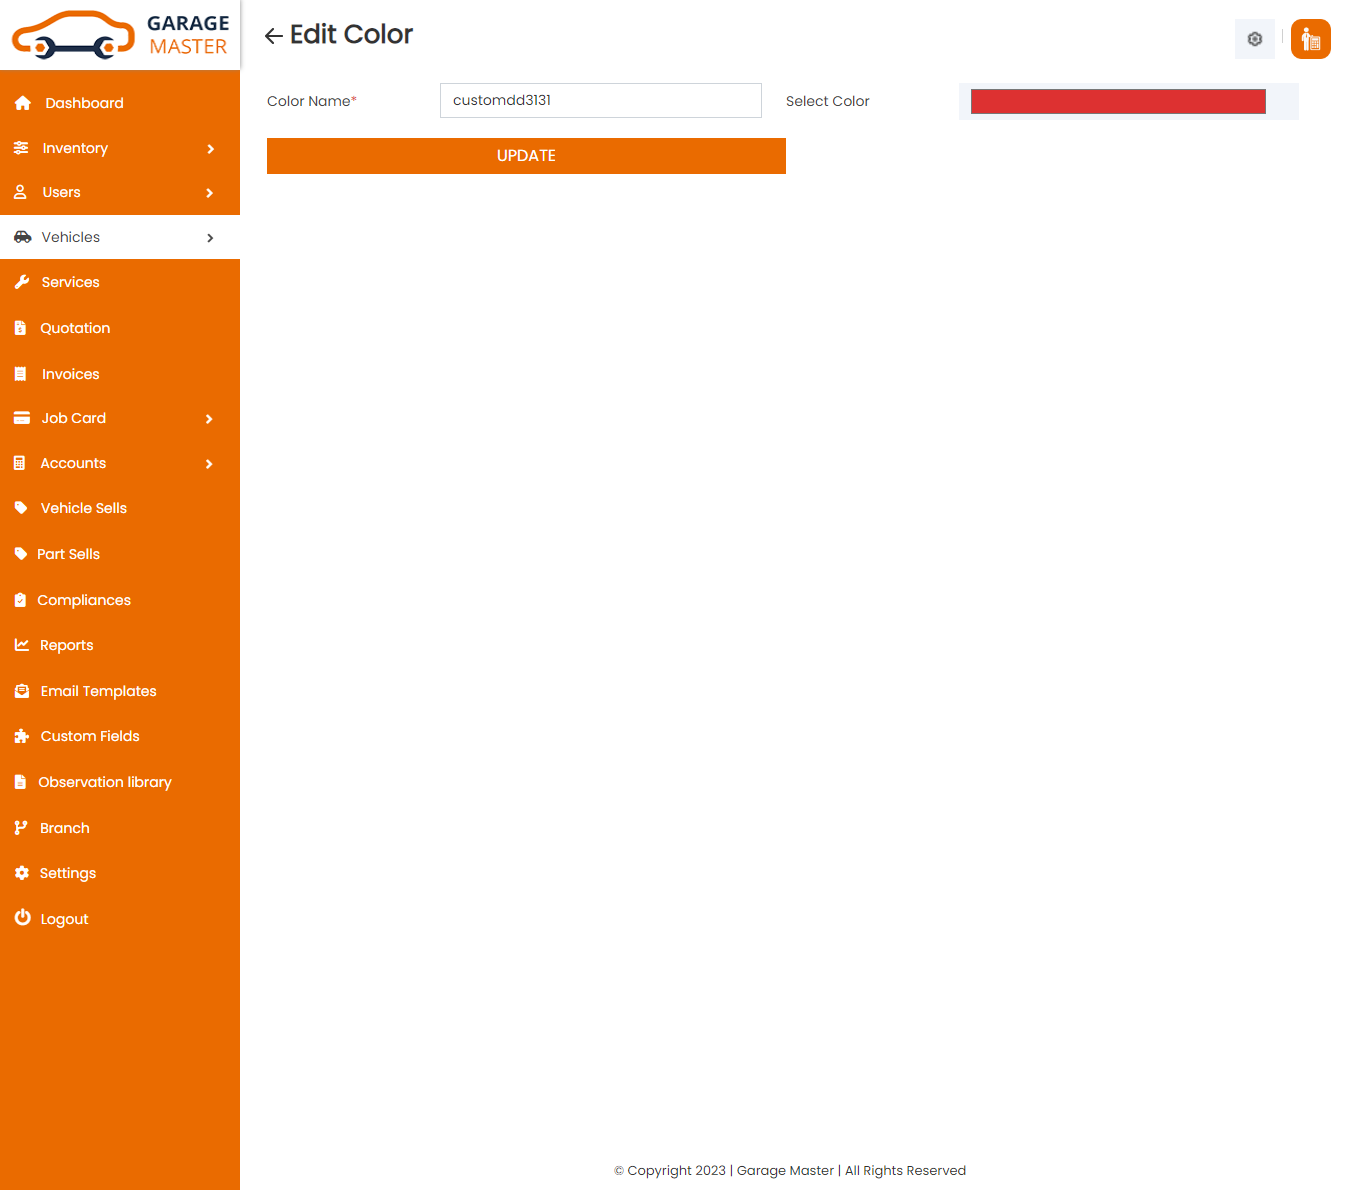 GARAGE
MASTER
Edit Color
Dashboard
Inventory
Users
Vehicles
Services
Quotation
Invoices
Job Card
Accounts
Vehicle Sells
Part Sells
Compliances
Reports
Email Templates
Custom Fields
Observation library
Branch
Settings
Logout
Color Name*
customdd3131
Select Color
UPDATE
© Copyright 2023 | Garage Master | All Rights Reserved